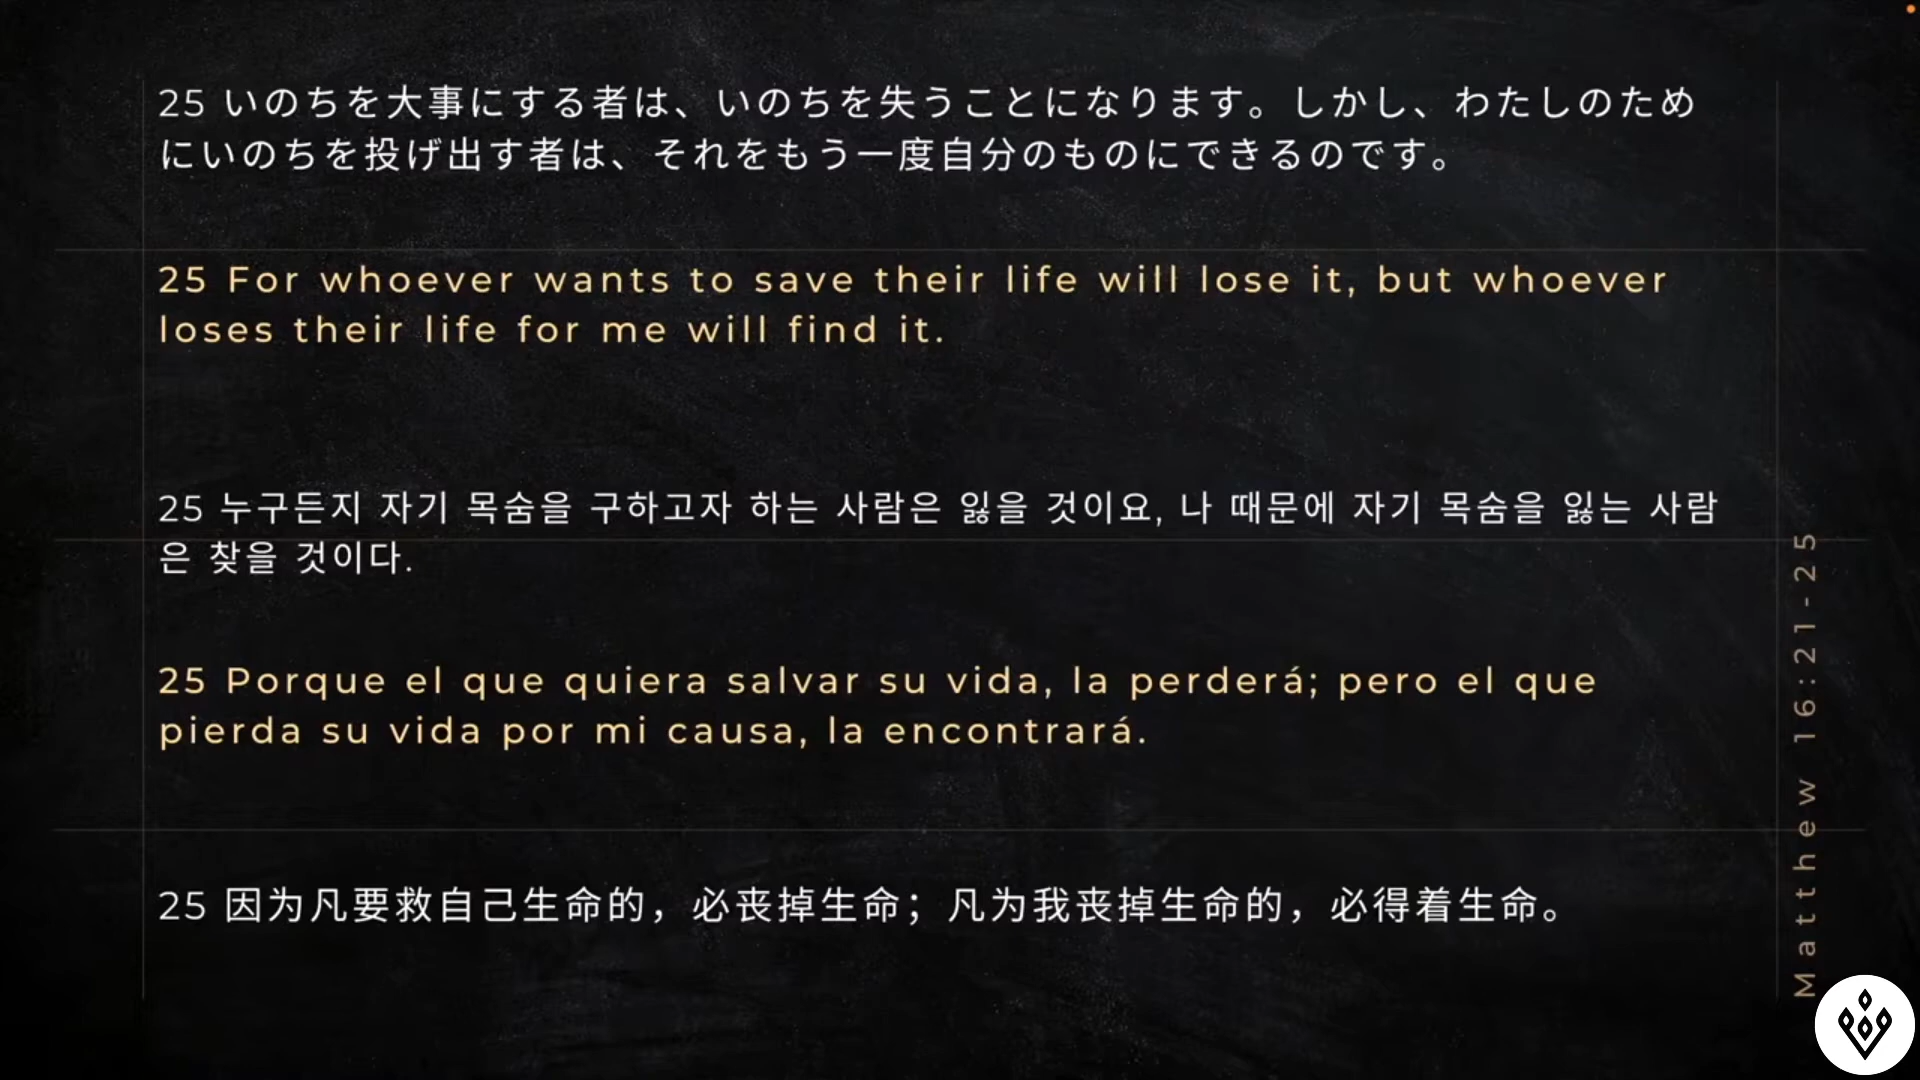 25 いのちを大事にする者は、いのちを失うことになります。しかし、わたしのため
にいのちを投げ出す者は、それをもう一度自分のものにできるのです。
25 For whoever wants to save their life will lose it, but whoever
loses their life for me will find it.
25 누구든지 자기 목숨을 구하고자 하는 사람은 잃을 것이요, 나 때문에 자기 목숨을 잃는 사람
은 찾을 것이다.
25 Porque el que quiera salvar su vida, la perderá; pero el que
pierda su vida por mi causa, la encontrará.
25 因为凡要救自己生命的，必丧掉生命；凡为我丧掉生命的，必得着生命。
Matthew 16:21-25